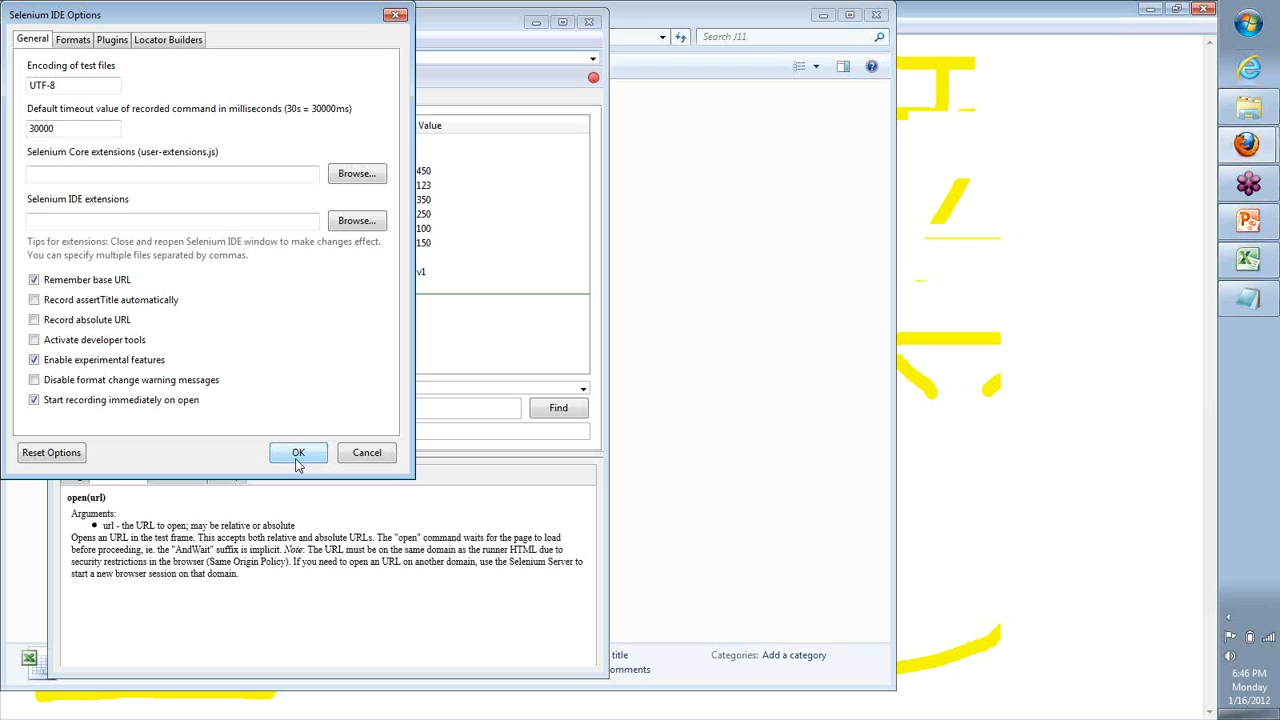 Selenium IDE Options
General Formats Plugins Locator Builders
Encoding of test files
UTF-8
Default timeout value of recorded command in milliseconds (30s = 30000ms)
30000
Selenium Core extensions (user-extensions.js)
Browse...
Selenium IDE extensions
Browse...
Tips for extensions: Close and reopen Selenium IDE window to make changes effect.
You can specify multiple files separated by commas.
Remember base URL
Record assertTitle automatically
Record absolute URL
Activate developer tools
Enable experimental features
Disable format change warning messages
Start recording immediately on open
Reset Options OK Cancel
Search J11
Value
450
123
350
250
100
150
v1
Find
open(url)
Arguments:
url - the URL to open; may be relative or absolute
Opens an URL in the test frame. This accepts both relative and absolute URLs. The "open" command waits for the page to load
before proceeding, ie. the "AndWait" suffix is implicit. Note: The URL must be on the same domain as the runner HTML due to
security restrictions in the browser (Same Origin Policy). If you need to open an URL on another domain, use the Selenium Server to
start a new browser session on that domain.
title Categories: Add a category
omments
6:46 PM
Monday
1/16/2012